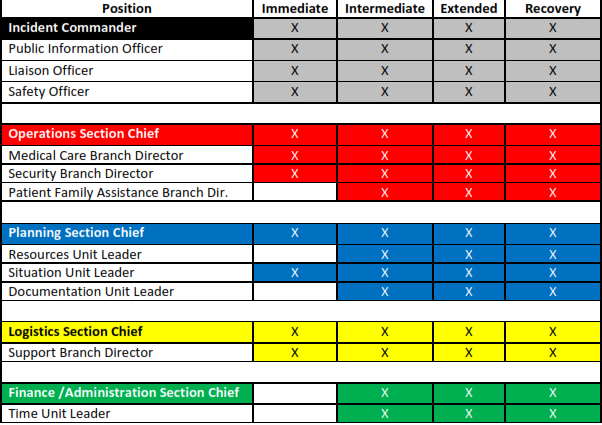 Position Immediate Intermediate Extended Recovery
Incident Commander X X X X
Public Information Officer X X X X
Liaison Officer X X X X
Safety Officer X X X X
Operations Section Chief X X X X
Medical Care Branch Director X X X X
Security Branch Director X X X X
Patient Family Assistance Branch Dir. X X X
Planning Section Chief X X X X
Resources Unit Leader X X X
Situation Unit Leader X X X X
Documentation Unit Leader X X X
Logistics Section Chief X X X X
Support Branch Director X X X X
Finance /Administration Section Chief X X X
Time Unit Leader X X X